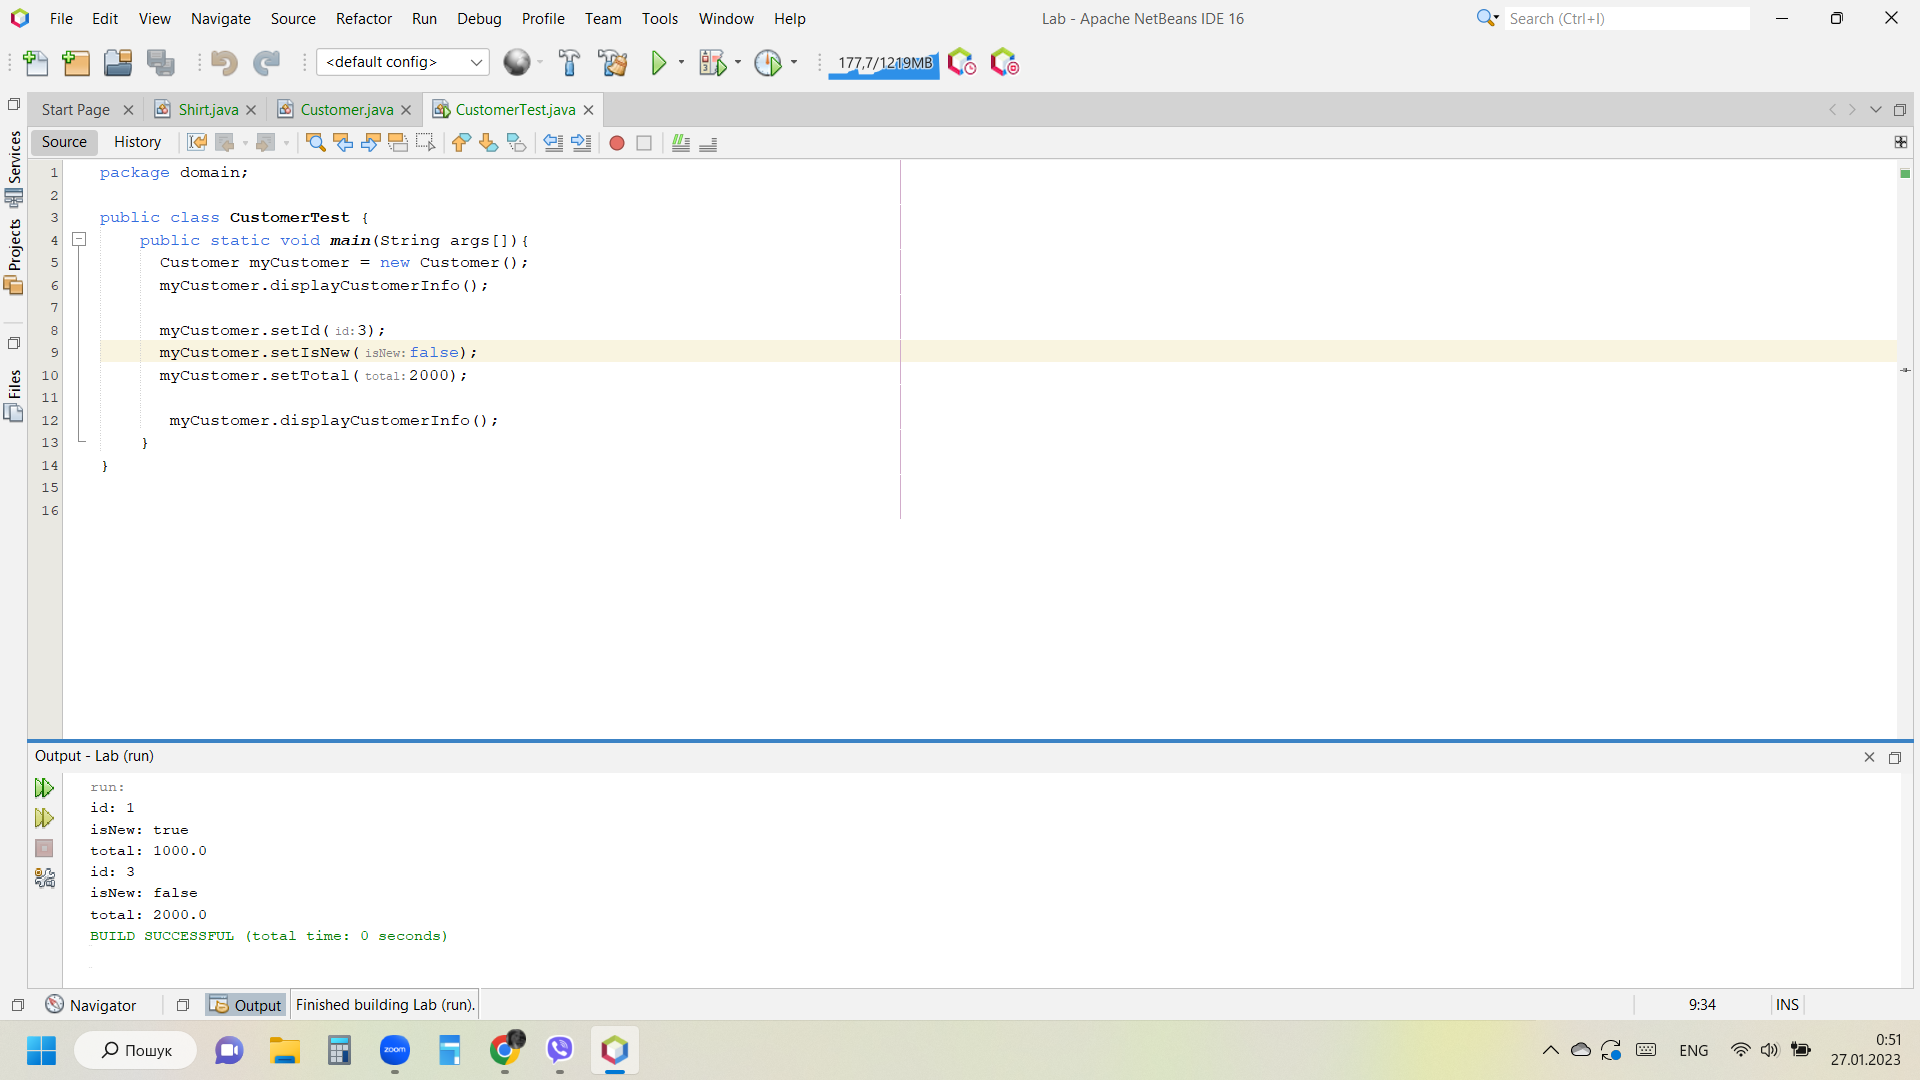 File Edit View Navigate Source Refactor Run Debug Profile Team Tools Window Help
Lab - Apache NetBeans IDE 16
Search (Ctrl+I)
<default config>
177,7/1219MB
Start Page
Shirt.java
Customer.java
CustomerTest.java
Source History
Services
Projects
Files
1 package domain;
2
3 public class CustomerTest {
4 public static void main(String args[]){
5 Customer myCustomer = new Customer();
6 myCustomer.displayCustomerInfo();
7
8 myCustomer.setId( id: 3);
9 myCustomer.setIsNew( isNew: false);
10 myCustomer.setTotal( total: 2000);
11
12 myCustomer.displayCustomerInfo();
13 }
14 }
15
16
Output - Lab (run)
run:
id: 1
isNew: true
total: 1000.0
id: 3
isNew: false
total: 2000.0
BUILD SUCCESSFUL (total time: 0 seconds)
Navigator
Output
Finished building Lab (run).
9:34
INS
Пошук
zoom
ENG
0:51
27.01.2023